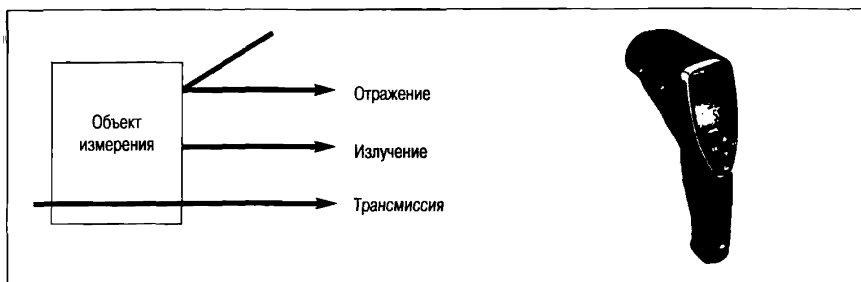 Отражение
Объект
измерения
Излучение
Трансмиссия